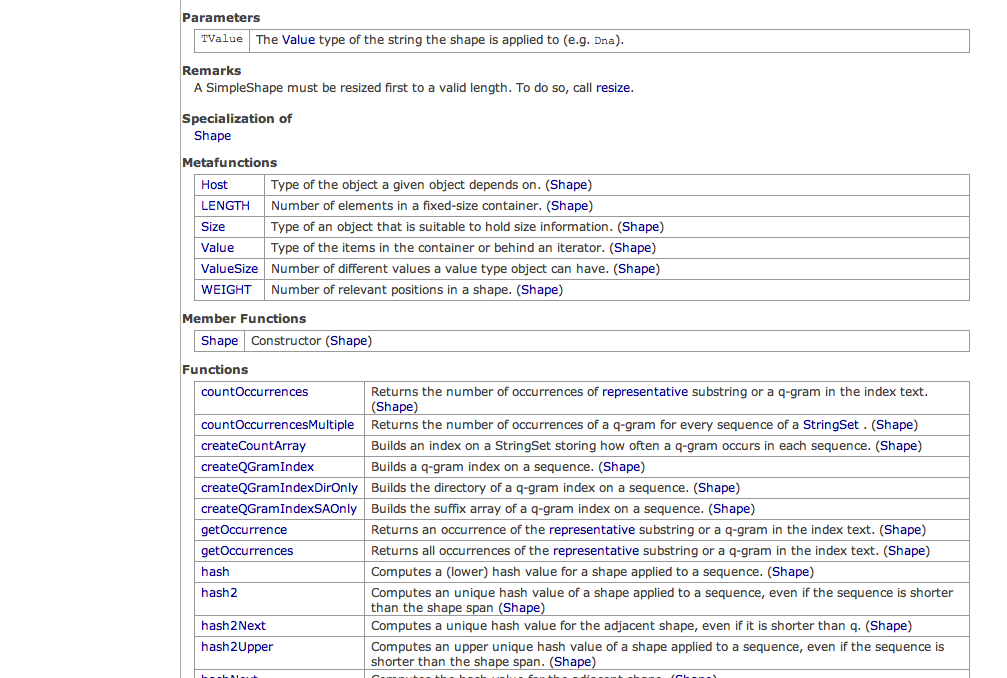 Parameters
TValue The Value type of the string the shape is applied to (e.g. Dna).
Remarks
A SimpleShape must be resized first to a valid length. To do so, call resize.
Specialization of
Shape
Metafunctions
Host Type of the object a given object depends on. (Shape)
LENGTH Number of elements in a fixed-size container. (Shape)
Size Type of an object that is suitable to hold size information. (Shape)
Value Type of the items in the container or behind an iterator. (Shape)
ValueSize Number of different values a value type object can have. (Shape)
WEIGHT Number of relevant positions in a shape. (Shape)
Member Functions
Shape Constructor (Shape)
Functions
countOccurrences Returns the number of occurrences of representative substring or a q-gram in the index text.
(Shape)
countOccurrencesMultiple Returns the number of occurrences of a q-gram for every sequence of a StringSet . (Shape)
createCountArray Builds an index on a StringSet storing how often a q-gram occurs in each sequence. (Shape)
createQGramIndex Builds a q-gram index on a sequence. (Shape)
createQGramIndexDirOnly Builds the directory of a q-gram index on a sequence. (Shape)
createQGramIndexSAOnly Builds the suffix array of a q-gram index on a sequence. (Shape)
getOccurrence Returns an occurrence of the representative substring or a q-gram in the index text. (Shape)
getOccurrences Returns all occurrences of the representative substring or a q-gram in the index text. (Shape)
hash Computes a (lower) hash value for a shape applied to a sequence. (Shape)
hash2 Computes an unique hash value of a shape applied to a sequence, even if the sequence is shorter
than the shape span (Shape)
hash2Next Computes a unique hash value for the adjacent shape, even if it is shorter than q. (Shape)
hash2Upper Computes an upper unique hash value of a shape applied to a sequence, even if the sequence is
shorter than the shape span. (Shape)
hashNext Computes the hash value for the adjacent shape. (Shape)